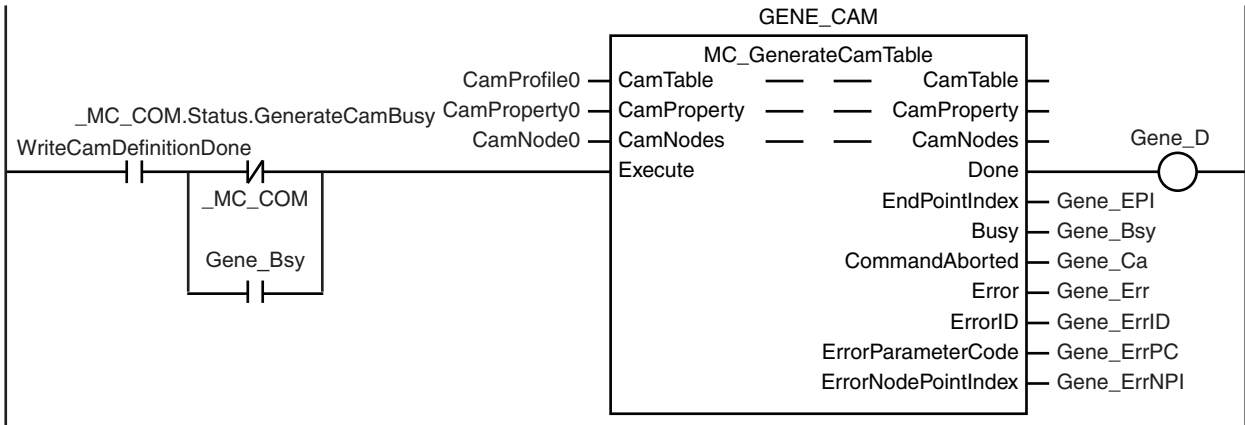 GENE_CAM
MC_GenerateCamTable
CamProfile0 CamTable CamTable
_MC_COM.Status.GenerateCamBusy CamProperty0 CamProperty CamProperty
WriteCamDefinitionDone CamNode0 CamNodes CamNodes Gene_D
Execute Done
_MC_COM EndPointIndex Gene_EPI
Busy Gene_Bsy
Gene_Bsy CommandAborted Gene_Ca
Error Gene_Err
ErrorID Gene_ErrID
ErrorParameterCode Gene_ErrPC
ErrorNodePointIndex Gene_ErrNPI